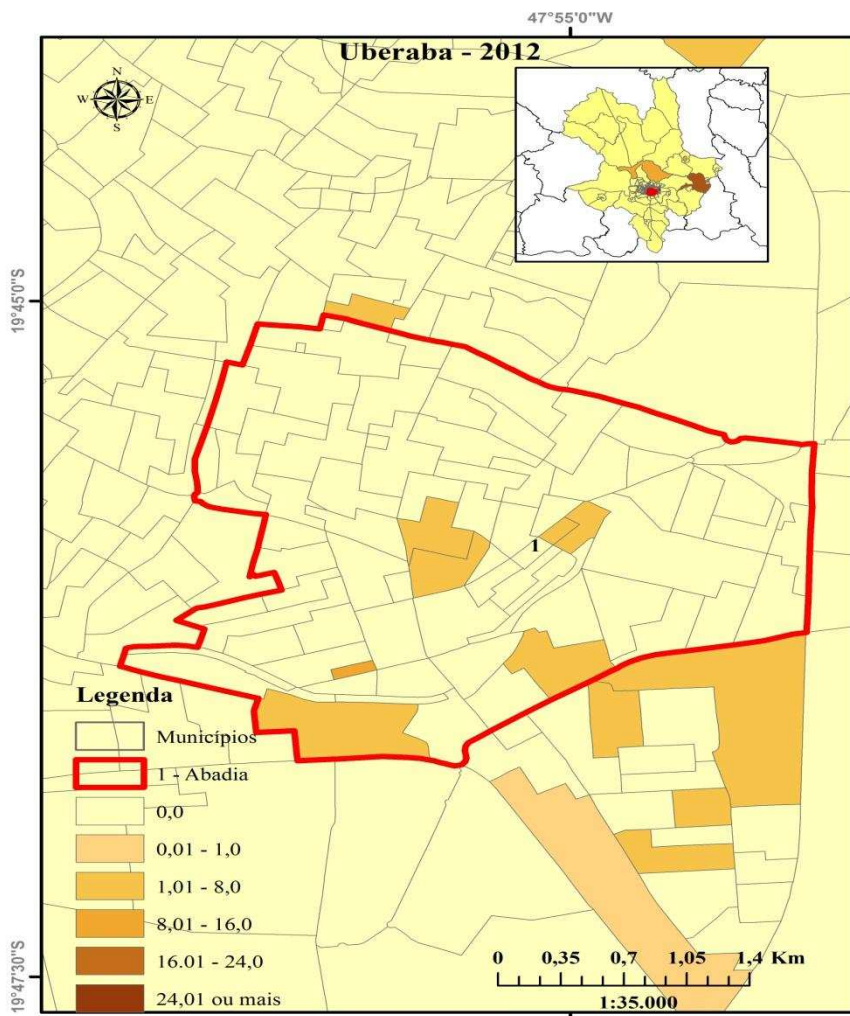 47°55'0"W
Uberaba - 2012
N
W E
S
19°45'0"S
1
Legenda
Municípios
1 - Abadia
0,0
0,01 - 1,0
1,01 - 8,0
8,01 - 16,0
16.01 - 24,0
24,01 ou mais
0 0,35 0,7 1,05 1,4 Km
1:35.000
19°47'30"S